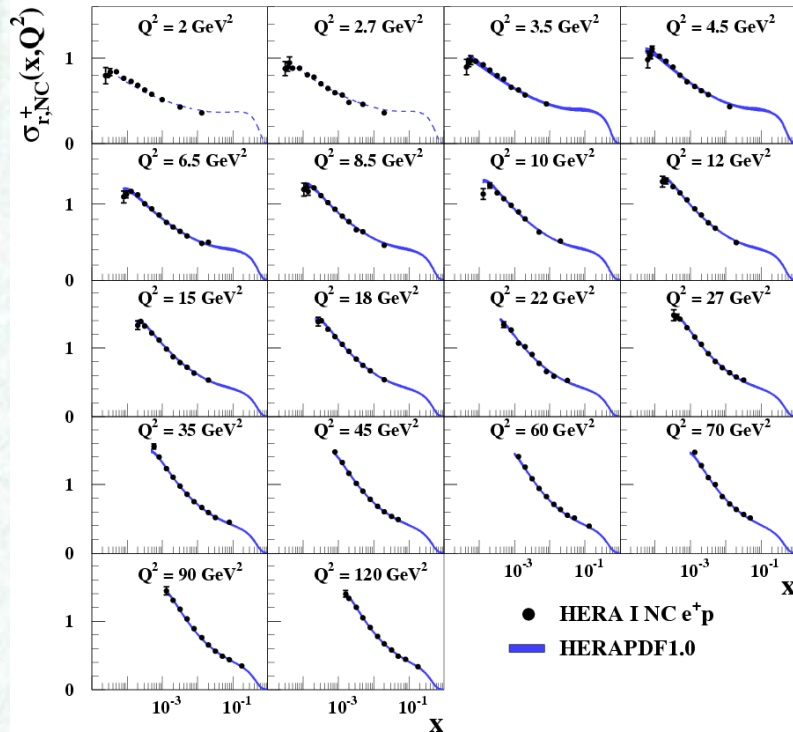 σ⁺r,NC(x,Q²)
Q² = 2 GeV²
Q² = 2.7 GeV²
Q² = 3.5 GeV²
Q² = 4.5 GeV²
1
0
Q² = 6.5 GeV²
Q² = 8.5 GeV²
Q² = 10 GeV²
Q² = 12 GeV²
1
0
Q² = 15 GeV²
Q² = 18 GeV²
Q² = 22 GeV²
Q² = 27 GeV²
1
0
Q² = 35 GeV²
Q² = 45 GeV²
Q² = 60 GeV²
Q² = 70 GeV²
1
0
10⁻³ 10⁻¹ 10⁻³ 10⁻¹
x
Q² = 90 GeV²
Q² = 120 GeV²
1
0
10⁻³ 10⁻¹ 10⁻³ 10⁻¹
x
HERA I NC e⁺p
HERAPDF1.0